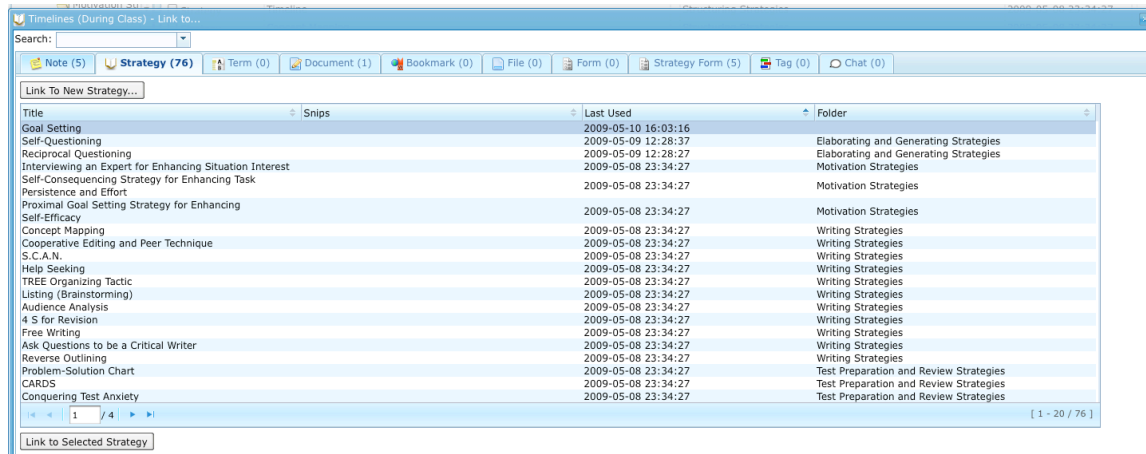 Timelines (During Class) - Link to...
Search:
Note (5) Strategy (76) Term (0) Document (1) Bookmark (0) File (0) Form (0) Strategy Form (5) Tag (0) Chat (0)
Link To New Strategy...
Title Snips Last Used Folder
Goal Setting 2009-05-10 16:03:16
Self-Questioning 2009-05-09 12:28:37 Elaborating and Generating Strategies
Reciprocal Questioning 2009-05-09 12:28:27 Elaborating and Generating Strategies
Interviewing an Expert for Enhancing Situation Interest 2009-05-08 23:34:27 Motivation Strategies
Self-Consequencing Strategy for Enhancing Task
Persistence and Effort 2009-05-08 23:34:27 Motivation Strategies
Proximal Goal Setting Strategy for Enhancing
Self-Efficacy 2009-05-08 23:34:27 Motivation Strategies
Concept Mapping 2009-05-08 23:34:27 Writing Strategies
Cooperative Editing and Peer Technique 2009-05-08 23:34:27 Writing Strategies
S.C.A.N. 2009-05-08 23:34:27 Writing Strategies
Help Seeking 2009-05-08 23:34:27 Writing Strategies
TREE Organizing Tactic 2009-05-08 23:34:27 Writing Strategies
Listing (Brainstorming) 2009-05-08 23:34:27 Writing Strategies
Audience Analysis 2009-05-08 23:34:27 Writing Strategies
4 S for Revision 2009-05-08 23:34:27 Writing Strategies
Free Writing 2009-05-08 23:34:27 Writing Strategies
Ask Questions to be a Critical Writer 2009-05-08 23:34:27 Writing Strategies
Reverse Outlining 2009-05-08 23:34:27 Writing Strategies
Problem-Solution Chart 2009-05-08 23:34:27 Test Preparation and Review Strategies
CARDS 2009-05-08 23:34:27 Test Preparation and Review Strategies
Conquering Test Anxiety 2009-05-08 23:34:27 Test Preparation and Review Strategies
1 / 4 [ 1 - 20 / 76 ]
Link to Selected Strategy